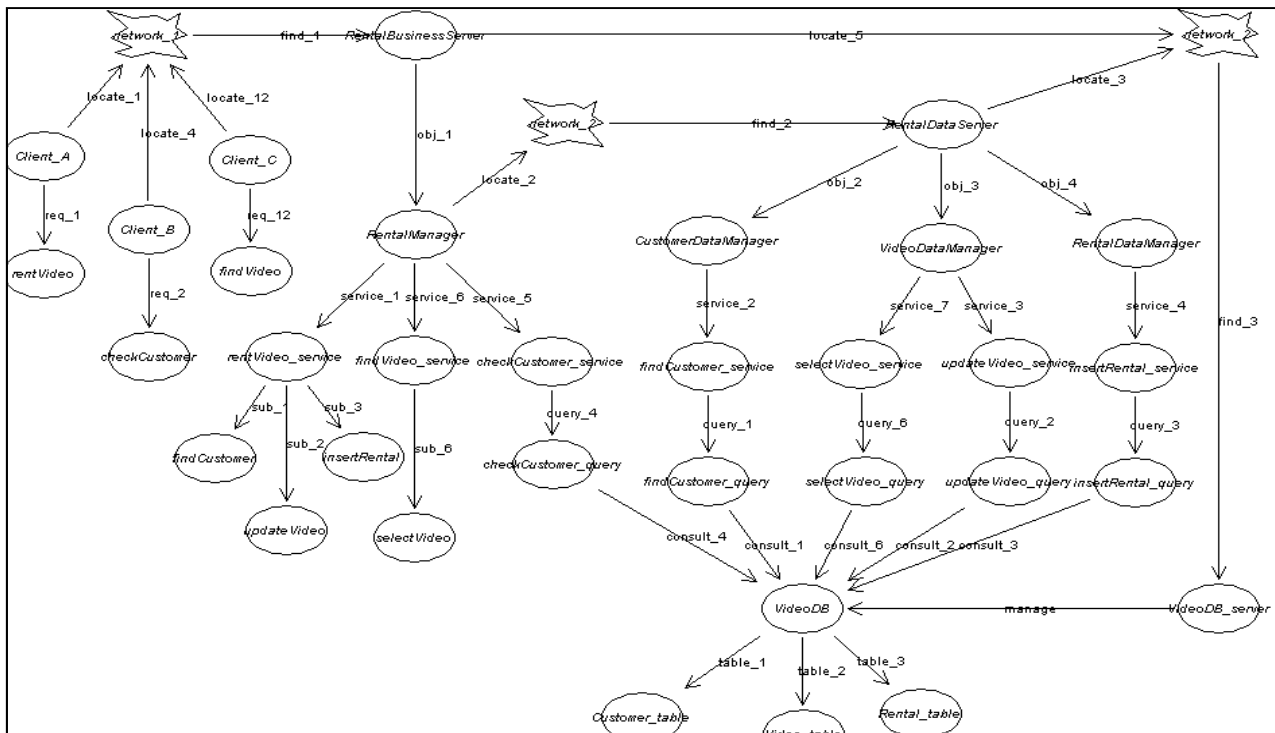 network_1
find_1
RentalBusinessServer
locate_5
locate_1
locate_12
locate_3
locate_4
network_2
find_2
RentalDataServer
obj_1
Client_A
Client_C
locate_2
obj_2
obj_3
obj_4
req_1
req_12
Client_B
RentalManager
CustomerDataManager
VideoDataManager
RentalDataManager
rentVideo
findVideo
req_2
service_1
service_6
service_5
service_2
service_7
service_3
service_4
find_3
checkCustomer
rentVideo_service
findVideo_service
checkCustomer_service
findCustomer_service
selectVideo_service
updateVideo_service
insertRental_service
sub_3
query_4
query_1
query_6
query_2
query_3
sub_2
sub_6
findCustomer
insertRental
checkCustomer_query
findCustomer_query
selectVideo_query
updateVideo_query
insertRental_query
updateVideo
selectVideo
consult_4
consult_1
consult_6
consult_2
consult_3
VideoDB
manage
VideoDB_server
table_1
table_2
table_3
Customer_table
Video_table
Rental_table